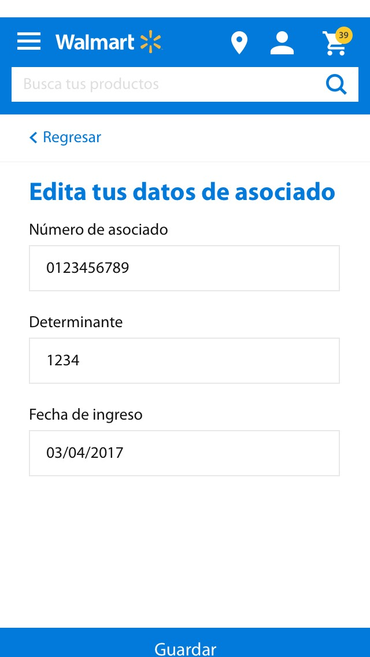 Walmart
39
Busca tus productos
Regresar
Edita tus datos de asociado
Número de asociado
0123456789
Determinante
1234
Fecha de ingreso
03/04/2017
Guardar